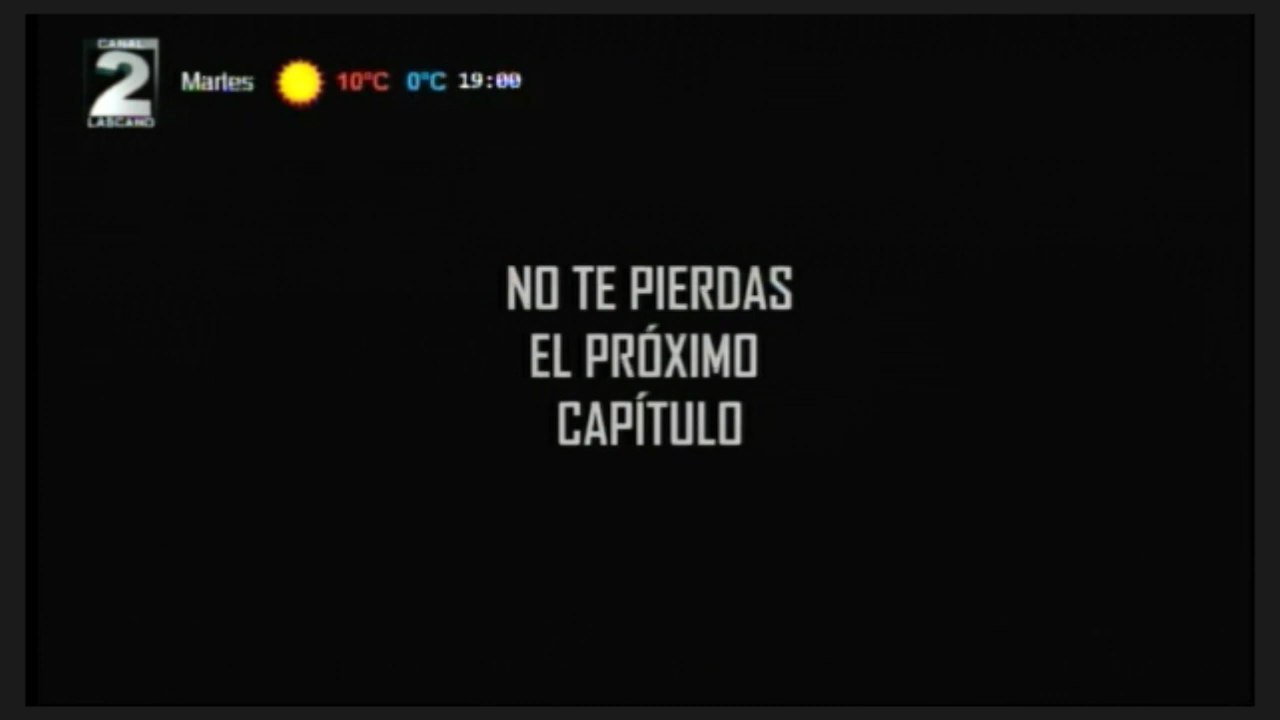 CANAL
2
LASCANO
Martes 10°C 0°C 19:00
NO TE PIERDAS
EL PRÓXIMO
CAPÍTULO